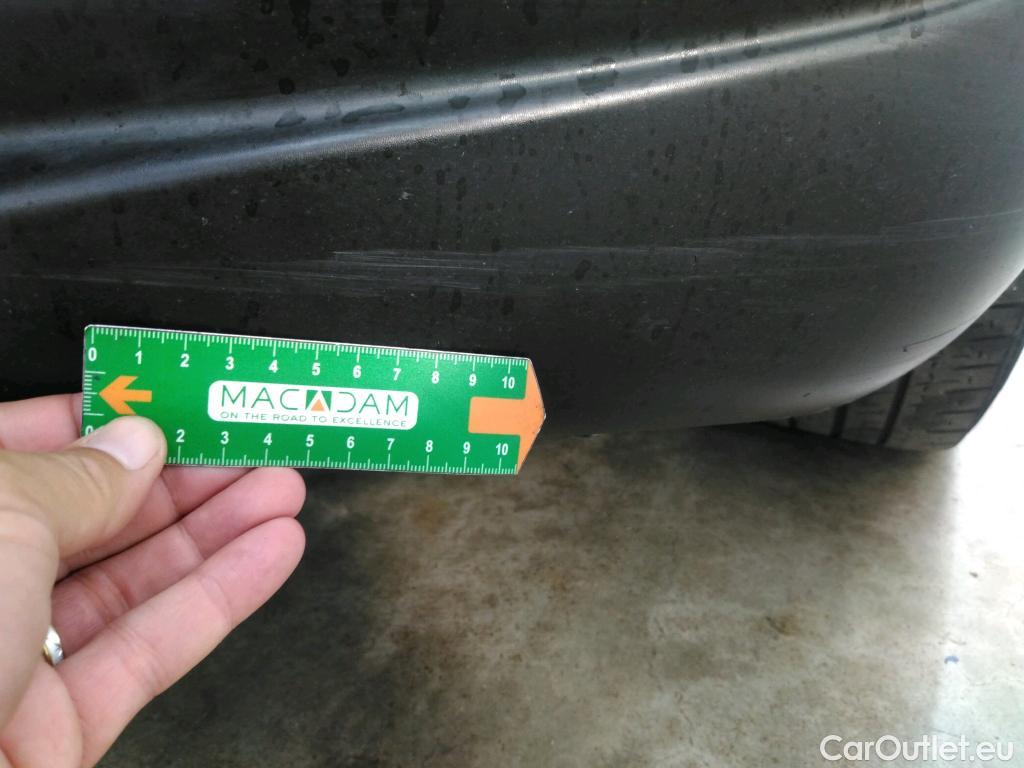 0 1 2 3 4 5 6 7 8 9 10
MACADAM
ON THE ROAD TO EXCELLENCE
0 2 3 4 5 6 7 8 9 10
CarOutlet.eu